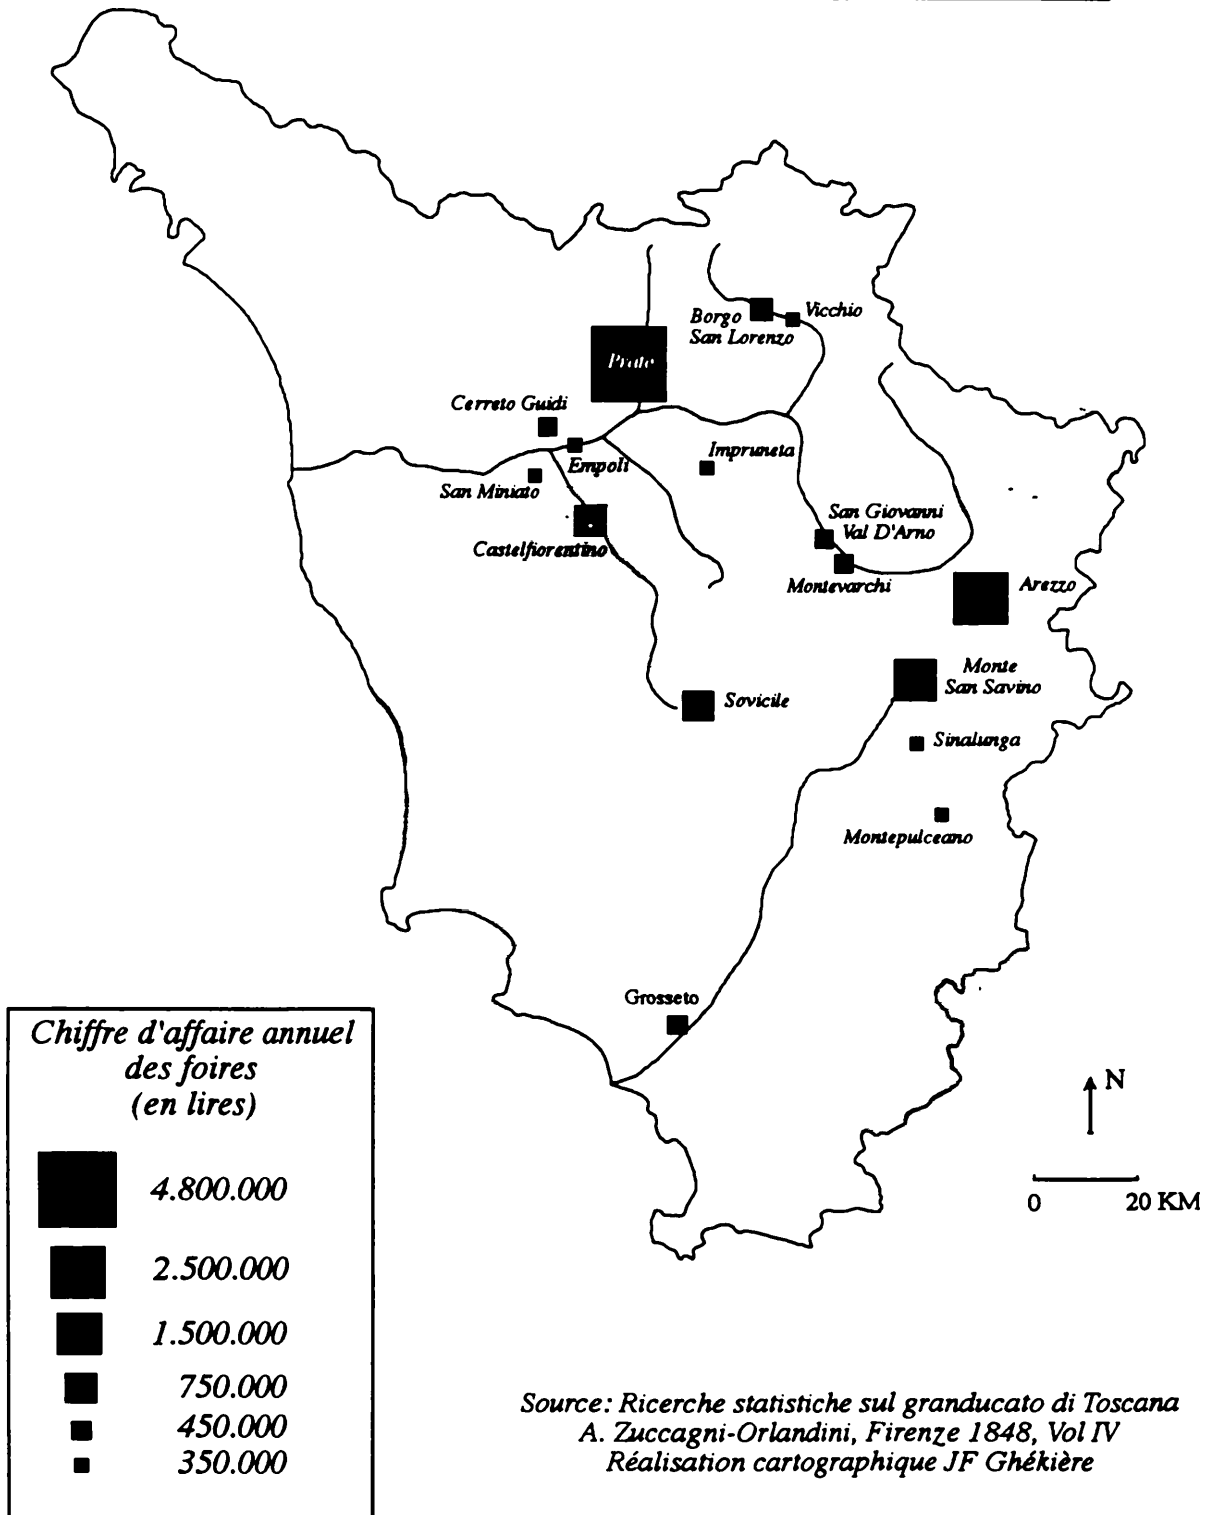 Borgo
San Lorenzo
Vicchio
Prato
Cerreto Guidi
Empoli
Impruneta
San Miniato
Castelfiorentino
San Giovanni
Val D'Arno
Montevarchi
Arezzo
Monte
San Savino
Sovicile
Sinalunga
Montepulceano
Grosseto
Chiffre d'affaire annuel
des foires
(en lires)
4.800.000
2.500.000
1.500.000
750.000
450.000
350.000
N
0 20 KM
Source: Ricerche statistiche sul granducato di Toscana
A. Zuccagni-Orlandini, Firenze 1848, Vol IV
Réalisation cartographique JF Ghékière